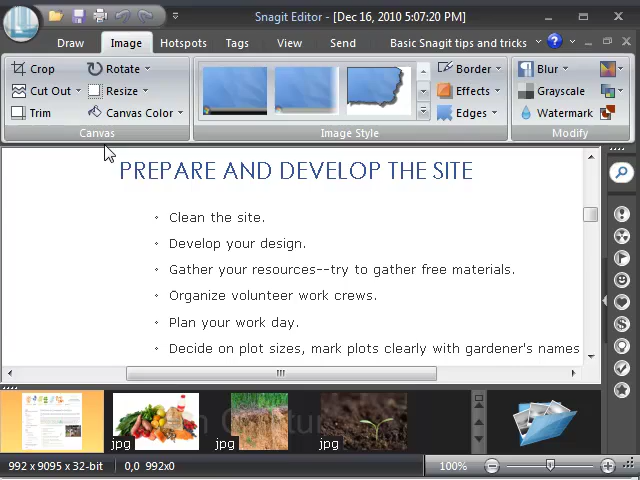 Snagit Editor - [Dec 16, 2010 5:07:20 PM]
Draw Image Hotspots Tags View Send Basic Snagit tips and tricks
Crop Rotate Border Blur
Cut Out Resize Effects Grayscale
Trim Canvas Color Edges Watermark
Canvas Image Style Modify
PREPARE AND DEVELOP THE SITE
Clean the site.
Develop your design.
Gather your resources--try to gather free materials.
Organize volunteer work crews.
Plan your work day.
Decide on plot sizes, mark plots clearly with gardener's names
jpg jpg jpg
992 x 9095 x 32-bit 0,0 992x0 100%